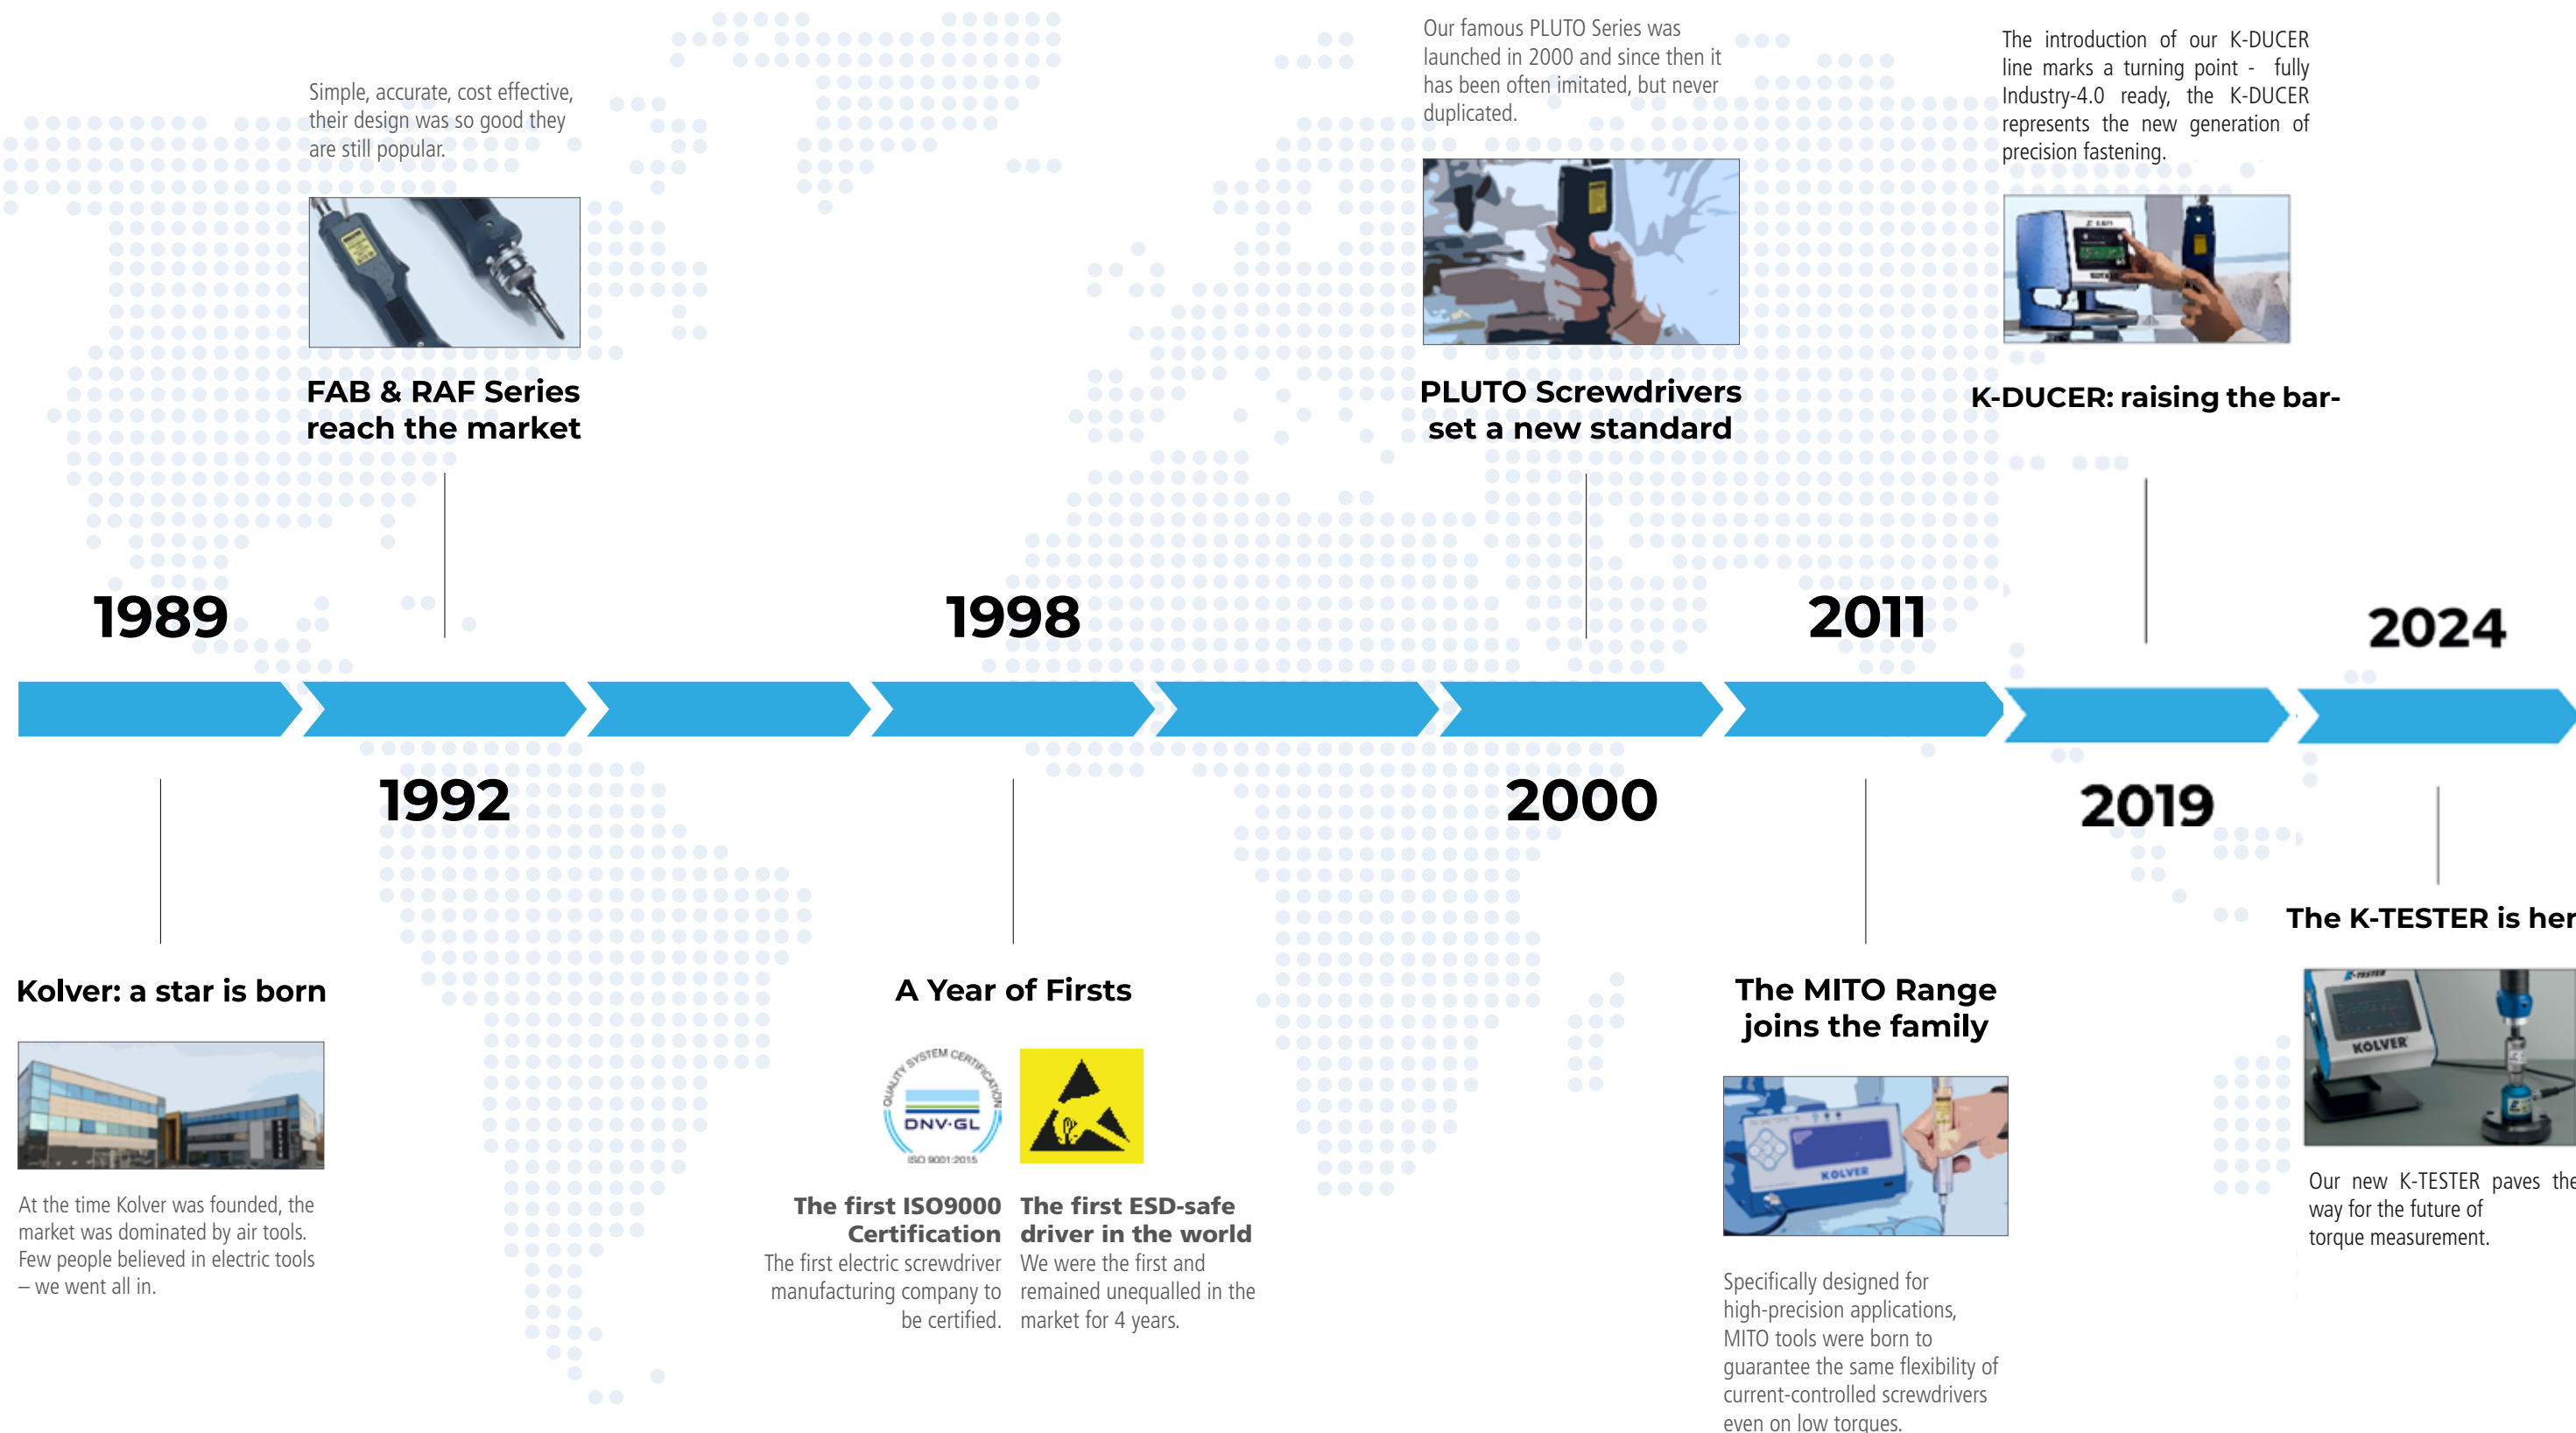 Simple, accurate, cost effective,
their design was so good they
are still popular.
FAB & RAF Series
reach the market
Our famous PLUTO Series was
launched in 2000 and since then it
has been often imitated, but never
duplicated.
PLUTO Screwdrivers
set a new standard
The introduction of our K-DUCER
line marks a turning point - fully
Industry-4.0 ready, the K-DUCER
represents the new generation of
precision fastening.
K-DUCER: raising the bar-
1989
1998
2011
2024
1992
2000
2019
Kolver: a star is born
KOLVER
At the time Kolver was founded, the
market was dominated by air tools.
Few people believed in electric tools
– we went all in.
A Year of Firsts
QUALITY SYSTEM CERTIFICATION
DNV·GL
ISO 9001:2015
The first ISO9000
Certification
The first electric screwdriver
manufacturing company to
be certified.
The first ESD-safe
driver in the world
We were the first and
remained unequalled in the
market for 4 years.
The MITO Range
joins the family
KOLVER
Specifically designed for
high-precision applications,
MITO tools were born to
guarantee the same flexibility of
current-controlled screwdrivers
even on low torques.
The K-TESTER is her
K-TESTER
KOLVER
Our new K-TESTER paves the
way for the future of
torque measurement.